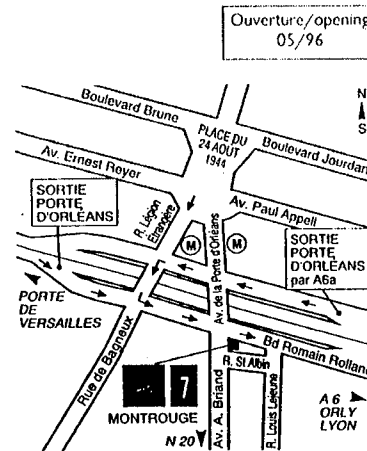 Ouverture/opening
05/96
N
S
Boulevard Brune
PLACE DU
24 AOUT
1944
Boulevard Jourdan
Av. Ernest Reyer
SORTIE
PORTE
D'ORLÉANS
R. Légion
Etrangère
M
M
Av. Paul Appell
Av. de la Porte d'Orléans
SORTIE
PORTE
D'ORLÉANS
par A6a
PORTE
DE
VERSAILLES
Rue de Bagneux
Bd Romain Rolland
R. St Albin
7
MONTROUGE
Av. A. Briand
R. Louis Lejeune
N 20
A 6
ORLY
LYON